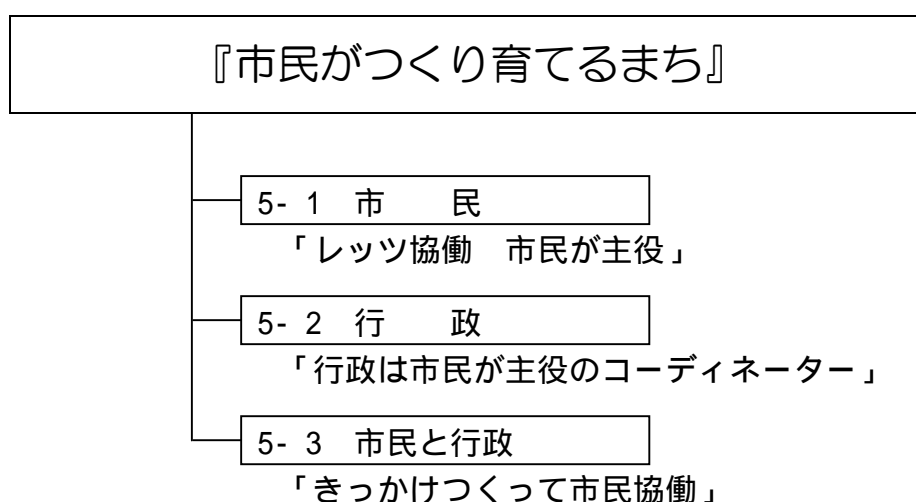 『市民がつくり育てるまち』
5-1 市　　民
「レッツ協働　市民が主役」
5-2 行　　政
「行政は市民が主役のコーディネーター」
5-3 市民と行政
「きっかけつくって市民協働」